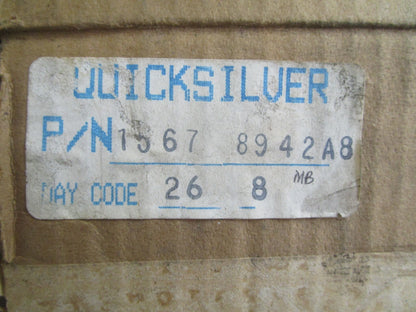 QUICKSILVER
P/N 1567 8942A8
DAY CODE 26 8 MB